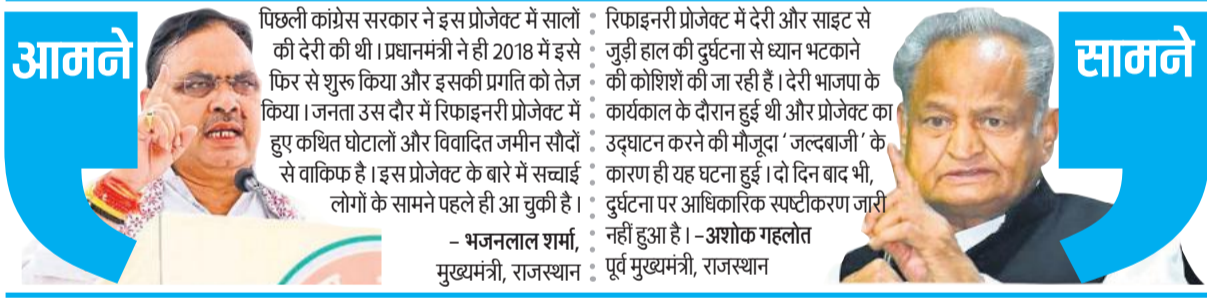 आमने
पिछली कांग्रेस सरकार ने इस प्रोजेक्ट में सालों
की देरी की थी। प्रधानमंत्री ने ही 2018 में इसे
फिर से शुरू किया और इसकी प्रगति को तेज़
किया। जनता उस दौर में रिफाइनरी प्रोजेक्ट में
हुए कथित घोटालों और विवादित जमीन सौदों
से वाकिफ है। इस प्रोजेक्ट के बारे में सच्चाई
लोगों के सामने पहले ही आ चुकी है।
– भजनलाल शर्मा,
मुख्यमंत्री, राजस्थान
रिफाइनरी प्रोजेक्ट में देरी और साइट से
जुड़ी हाल की दुर्घटना से ध्यान भटकाने
की कोशिशें की जा रही हैं। देरी भाजपा के
कार्यकाल के दौरान हुई थी और प्रोजेक्ट का
उद्घाटन करने की मौजूदा ‘ जल्दबाजी ’ के
कारण ही यह घटना हुई। दो दिन बाद भी,
दुर्घटना पर आधिकारिक स्पष्टीकरण जारी
नहीं हुआ है। –अशोक गहलोत
पूर्व मुख्यमंत्री, राजस्थान
सामने